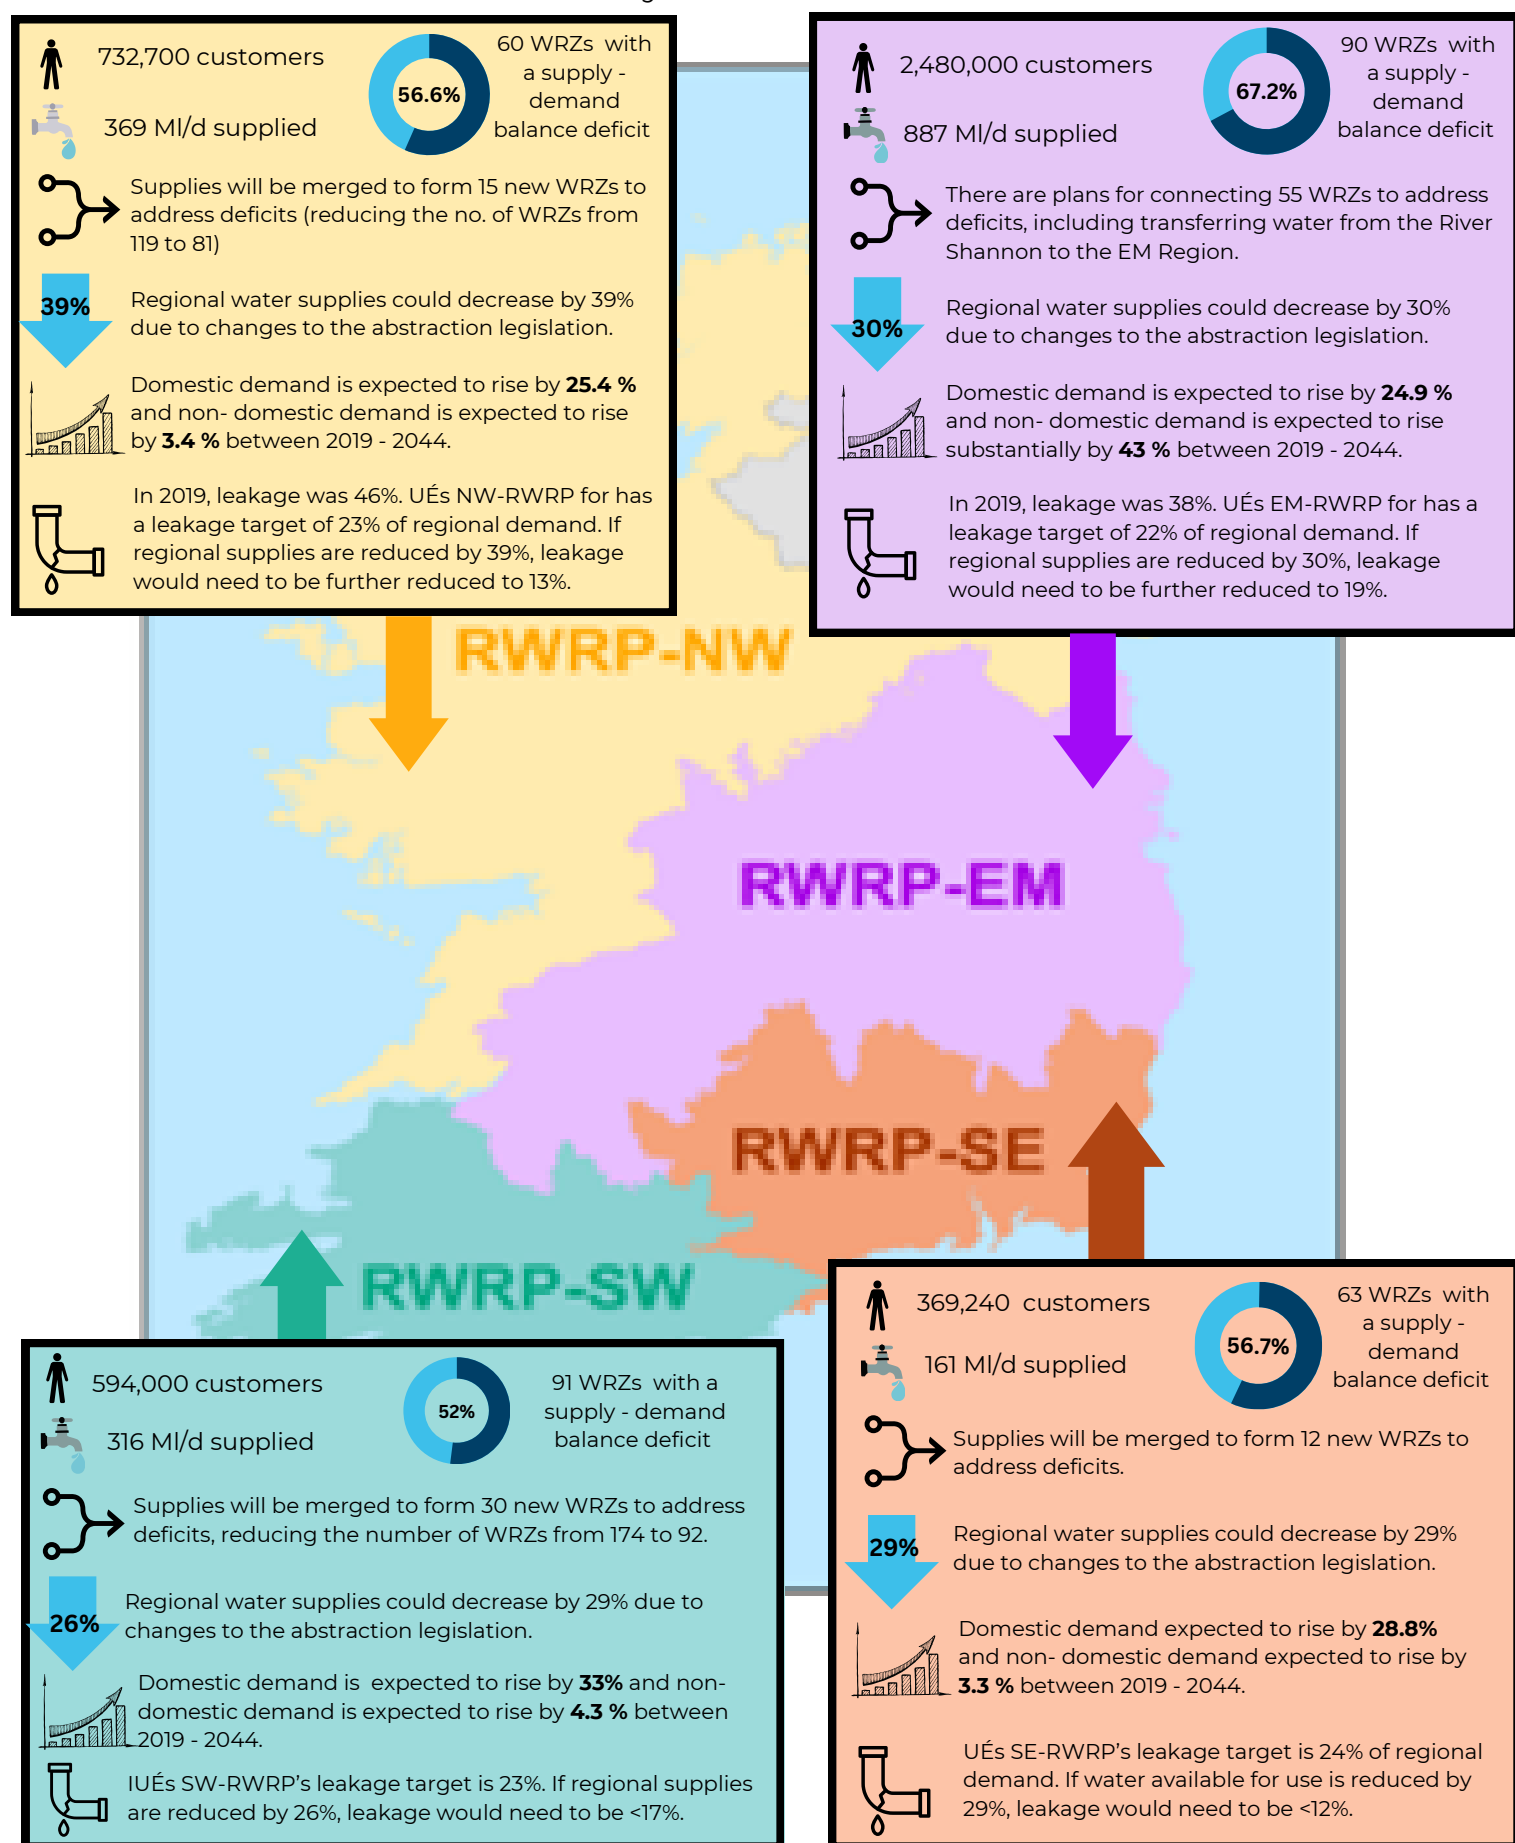 732,700 customers
369 Ml/d supplied
56.6%
60 WRZs with
a supply -
demand
balance deficit
Supplies will be merged to form 15 new WRZs to
address deficits (reducing the no. of WRZs from
119 to 81)
39%
Regional water supplies could decrease by 39%
due to changes to the abstraction legislation.
Domestic demand is expected to rise by 25.4 %
and non- domestic demand is expected to rise
by 3.4 % between 2019 - 2044.
In 2019, leakage was 46%. UÉs NW-RWRP for has
a leakage target of 23% of regional demand. If
regional supplies are reduced by 39%, leakage
would need to be further reduced to 13%.
2,480,000 customers
887 Ml/d supplied
67.2%
90 WRZs with
a supply -
demand
balance deficit
There are plans for connecting 55 WRZs to address
deficits, including transferring water from the River
Shannon to the EM Region.
30%
Regional water supplies could decrease by 30%
due to changes to the abstraction legislation.
Domestic demand is expected to rise by 24.9 %
and non- domestic demand is expected to rise
substantially by 43 % between 2019 - 2044.
In 2019, leakage was 38%. UÉs EM-RWRP for has a
leakage target of 22% of regional demand. If
regional supplies are reduced by 30%, leakage
would need to be further reduced to 19%.
RWRP-NW
RWRP-EM
RWRP-SE
RWRP-SW
594,000 customers
316 Ml/d supplied
52%
91 WRZs with a
supply - demand
balance deficit
Supplies will be merged to form 30 new WRZs to address
deficits, reducing the number of WRZs from 174 to 92.
26%
Regional water supplies could decrease by 29% due to
changes to the abstraction legislation.
Domestic demand is expected to rise by 33% and non-
domestic demand is expected to rise by 4.3 % between
2019 - 2044.
IUÉs SW-RWRP’s leakage target is 23%. If regional supplies
are reduced by 26%, leakage would need to be <17%.
369,240 customers
161 Ml/d supplied
56.7%
63 WRZs with
a supply -
demand
balance deficit
Supplies will be merged to form 12 new WRZs to
address deficits.
29%
Regional water supplies could decrease by 29%
due to changes to the abstraction legislation.
Domestic demand expected to rise by 28.8%
and non- domestic demand expected to rise by
3.3 % between 2019 - 2044.
UÉs SE-RWRP’s leakage target is 24% of regional
demand. If water available for use is reduced by
29%, leakage would need to be <12%.